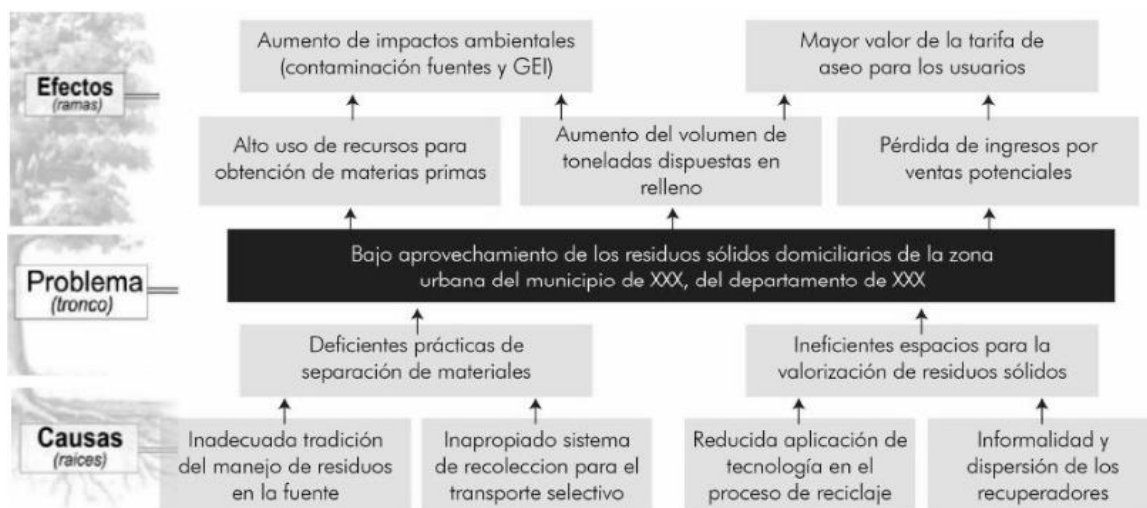 Efectos
(ramas)
Aumento de impactos ambientales
(contaminación fuentes y GEI)
Mayor valor de la tarifa de
aseo para los usuarios
Alto uso de recursos para
obtención de materias primas
Aumento del volumen de
toneladas dispuestas en
relleno
Pérdida de ingresos por
ventas potenciales
Problema
(tronco)
Bajo aprovechamiento de los residuos sólidos domiciliarios de la zona
urbana del municipio de XXX, del departamento de XXX
Deficientes prácticas de
separación de materiales
Ineficientes espacios para la
valorización de residuos sólidos
Causas
(raices)
Inadecuada tradición
del manejo de residuos
en la fuente
Inapropiado sistema
de recoleccion para el
transporte selectivo
Reducida aplicación de
tecnología en el
proceso de reciclaje
Informalidad y
dispersión de los
recuperadores